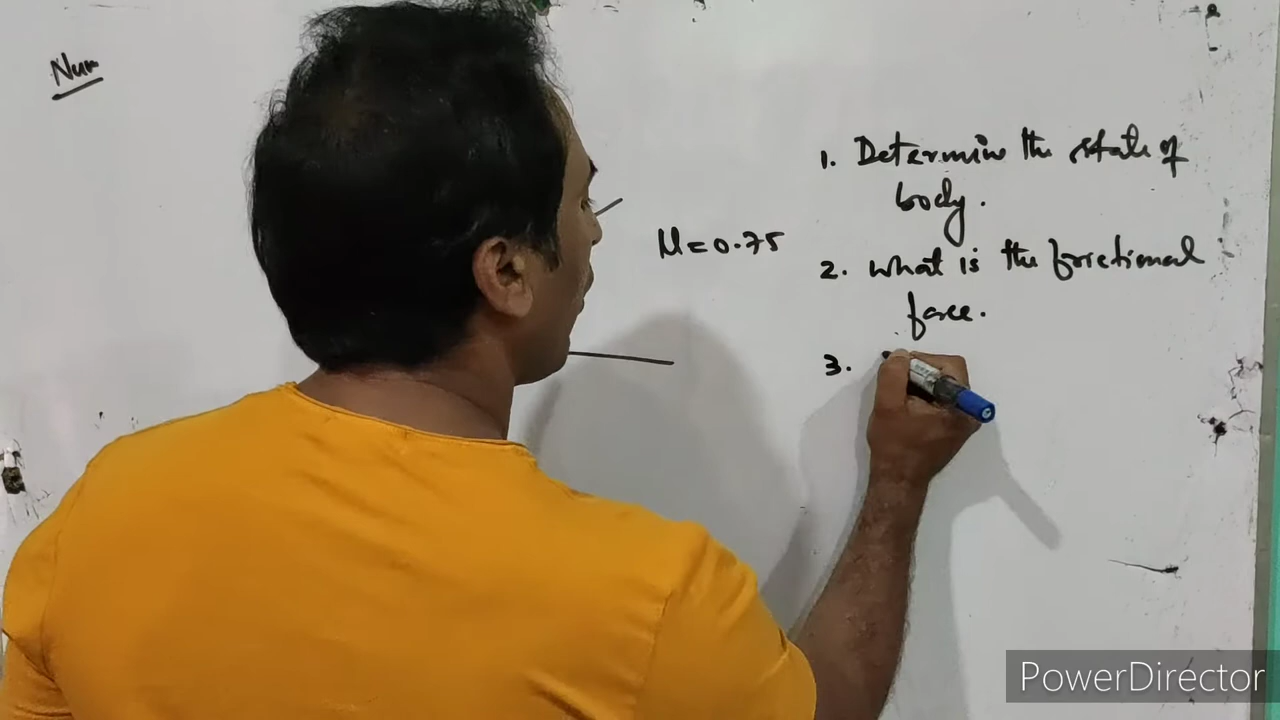 Num
1. Determine the state of
body.
μ = 0.75
2. What is the frictional
force.
3.
PowerDirector